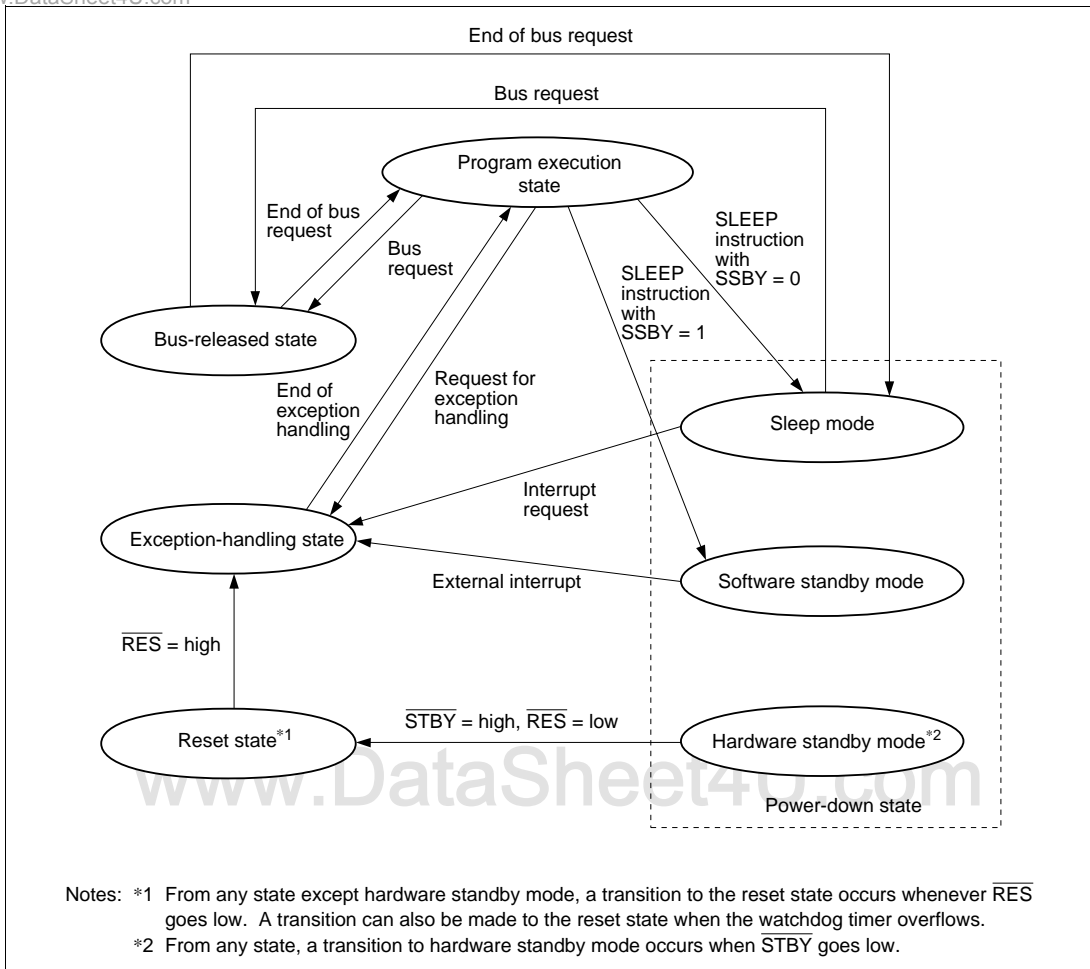 w.DataSheet4U.com
End of bus request
Bus request
Program execution
state
End of bus
request
Bus
request
SLEEP
instruction
with
SSBY = 0
SLEEP
instruction
with
SSBY = 1
Bus-released state
End of
exception
handling
Request for
exception
handling
Sleep mode
Interrupt
request
Exception-handling state
External interrupt
Software standby mode
RES = high
STBY = high, RES = low
Reset state*1
Hardware standby mode*2
www.DataSheet4U.com
Power-down state
Notes: *1 From any state except hardware standby mode, a transition to the reset state occurs whenever RES
goes low. A transition can also be made to the reset state when the watchdog timer overflows.
*2 From any state, a transition to hardware standby mode occurs when STBY goes low.